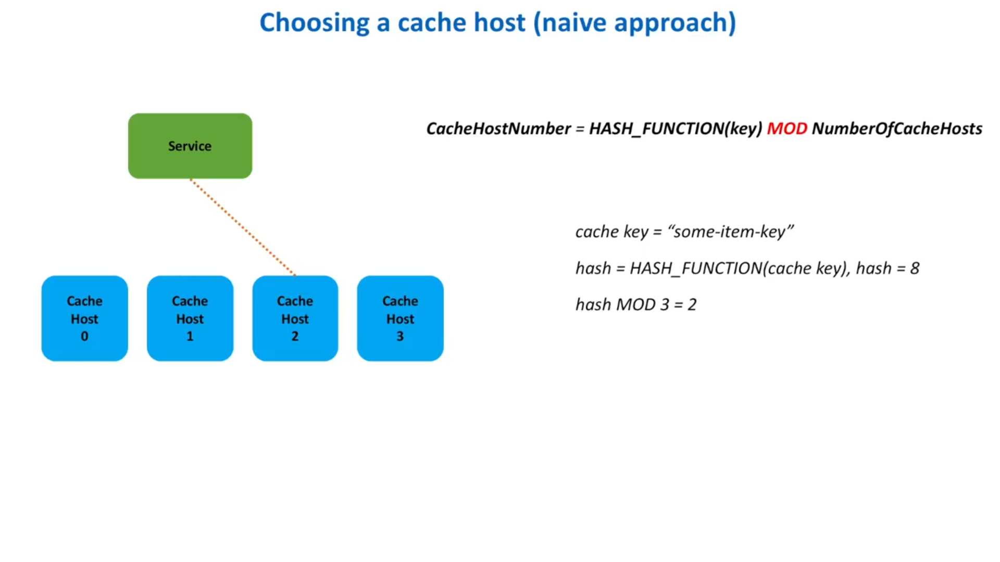 Choosing a cache host (naive approach)
Service
CacheHostNumber = HASH_FUNCTION(key) MOD NumberOfCacheHosts
cache key = “some-item-key”
hash = HASH_FUNCTION(cache key), hash = 8
hash MOD 3 = 2
Cache
Host
0
Cache
Host
1
Cache
Host
2
Cache
Host
3